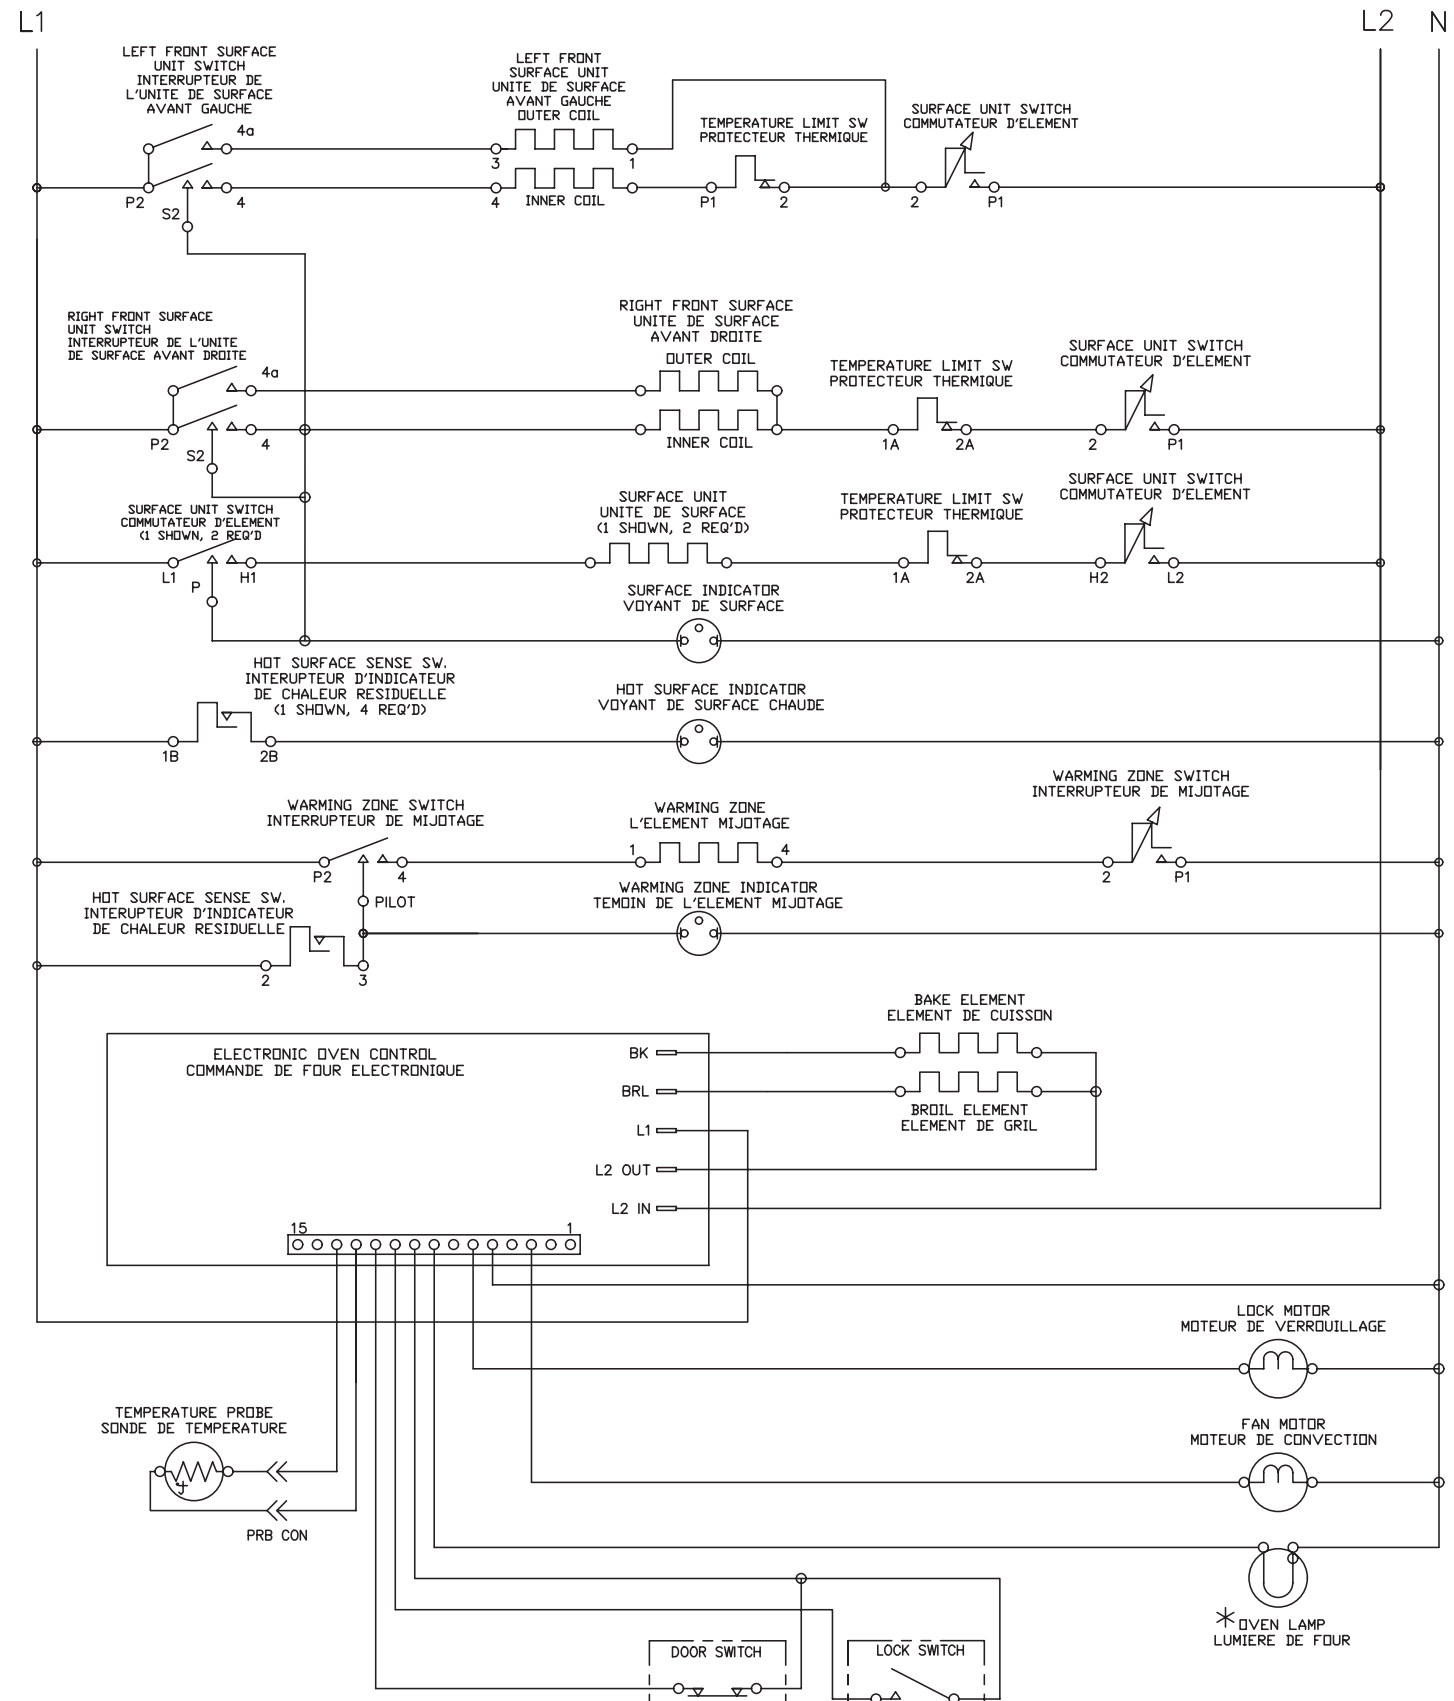 L1
L2 N
LEFT FRONT SURFACE
UNIT SWITCH
INTERRUPTEUR DE
L'UNITE DE SURFACE
AVANT GAUCHE
4a
LEFT FRONT
SURFACE UNIT
UNITE DE SURFACE
AVANT GAUCHE
OUTER COIL
3
1
TEMPERATURE LIMIT SW
PROTECTEUR THERMIQUE
SURFACE UNIT SWITCH
COMMUTATEUR D'ELEMENT
P2
S2
4
4
INNER COIL
P1
2
2
P1
RIGHT FRONT SURFACE
UNIT SWITCH
INTERRUPTEUR DE L'UNITE
DE SURFACE AVANT DROITE
4a
RIGHT FRONT SURFACE
UNITE DE SURFACE
AVANT DROITE
OUTER COIL
TEMPERATURE LIMIT SW
PROTECTEUR THERMIQUE
SURFACE UNIT SWITCH
COMMUTATEUR D'ELEMENT
P2
S2
4
INNER COIL
1A
2A
2
P1
SURFACE UNIT SWITCH
COMMUTATEUR D'ELEMENT
(1 SHOWN, 2 REQ'D
SURFACE UNIT
UNITE DE SURFACE
(1 SHOWN, 2 REQ'D)
TEMPERATURE LIMIT SW
PROTECTEUR THERMIQUE
SURFACE UNIT SWITCH
COMMUTATEUR D'ELEMENT
L1
P
H1
1A
2A
H2
L2
SURFACE INDICATOR
VOYANT DE SURFACE
HOT SURFACE SENSE SW.
INTERUPTEUR D'INDICATEUR
DE CHALEUR RESIDUELLE
(1 SHOWN, 4 REQ'D)
HOT SURFACE INDICATOR
VOYANT DE SURFACE CHAUDE
1B
2B
WARMING ZONE SWITCH
INTERRUPTEUR DE MIJOTAGE
WARMING ZONE
L'ELEMENT MIJOTAGE
WARMING ZONE SWITCH
INTERRUPTEUR DE MIJOTAGE
1
4
P2
4
2
P1
HOT SURFACE SENSE SW.
INTERUPTEUR D'INDICATEUR
DE CHALEUR RESIDUELLE
PILOT
WARMING ZONE INDICATOR
TEMOIN DE L'ELEMENT MIJOTAGE
2
3
ELECTRONIC OVEN CONTROL
COMMANDE DE FOUR ELECTRONIQUE
BK
BRL
L1
L2 OUT
L2 IN
15
1
BAKE ELEMENT
ELEMENT DE CUISSON
BROIL ELEMENT
ELEMENT DE GRIL
LOCK MOTOR
MOTEUR DE VERROUILLAGE
TEMPERATURE PROBE
SONDE DE TEMPERATURE
PRB CON
FAN MOTOR
MOTEUR DE CONVECTION
OVEN LAMP
LUMIERE DE FOUR
DOOR SWITCH
LOCK SWITCH